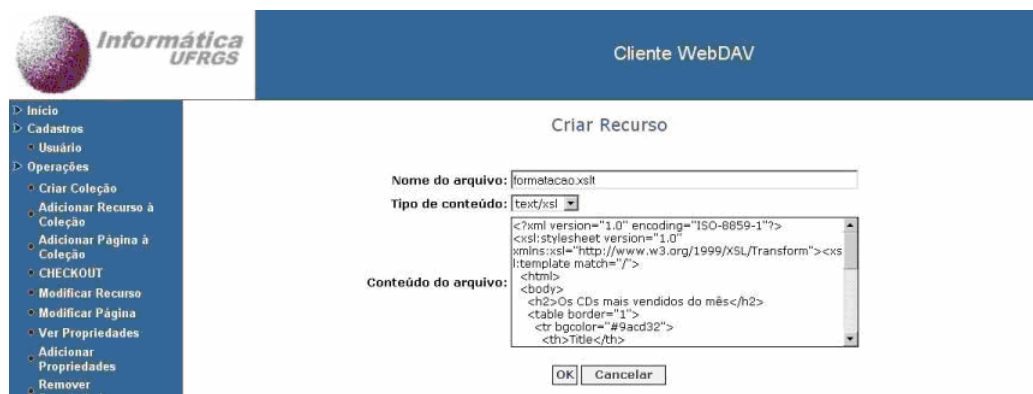 Informática
UFRGS
Cliente WebDAV
Início
Cadastros
Usuário
Operações
Criar Coleção
Adicionar Recurso à
Coleção
Adicionar Página à
Coleção
CHECKOUT
Modificar Recurso
Modificar Página
Ver Propriedades
Adicionar
Propriedades
Remover
Criar Recurso
Nome do arquivo: formatacao.xslt
Tipo de conteúdo: text/xsl
Conteúdo do arquivo:
<?xml version="1.0" encoding="ISO-8859-1"?>
<xsl:stylesheet version="1.0"
xmlns:xsl="http://www.w3.org/1999/XSL/Transform"><xs
l:template match="/">
<html>
<body>
<h2>Os CDs mais vendidos do mês</h2>
<table border="1">
<tr bgcolor="#9acd32">
<th>Title</th>
OK Cancelar